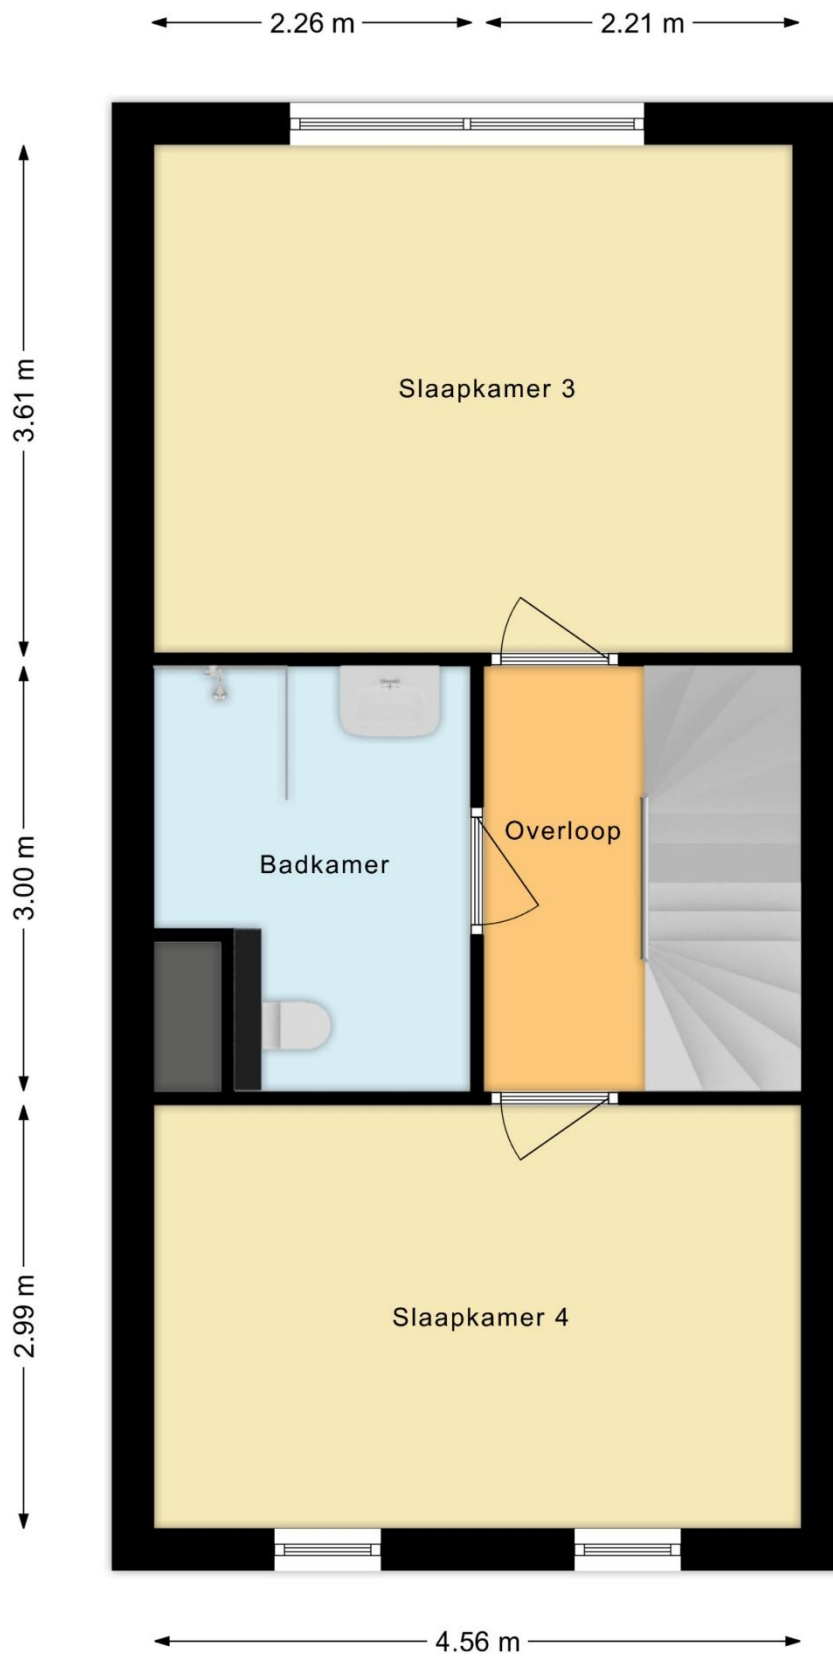 2.26 m
2.21 m
3.61 m
Slaapkamer 3
3.00 m
Overloop
Badkamer
2.99 m
Slaapkamer 4
4.56 m